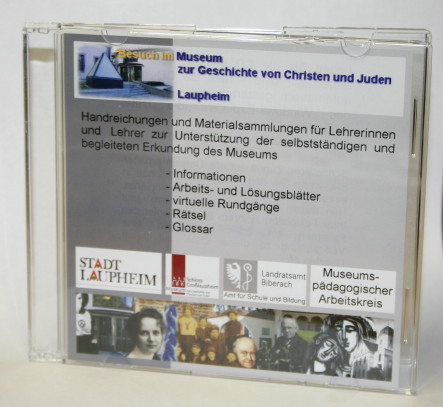 Besuch im Museum
zur Geschichte von Christen und Juden
Laupheim
Handreichungen und Materialsammlungen für Lehrerinnen
und Lehrer zur Unterstützung der selbstständigen und
begleiteten Erkundung des Museums
- Informationen
- Arbeits- und Lösungsblätter
- virtuelle Rundgänge
- Rätsel
- Glossar
STADT
LAUPHEIM
Schloss
Großlaupheim
Landratsamt
Biberach
Amt für Schule und Bildung
Museums-
pädagogischer
Arbeitskreis